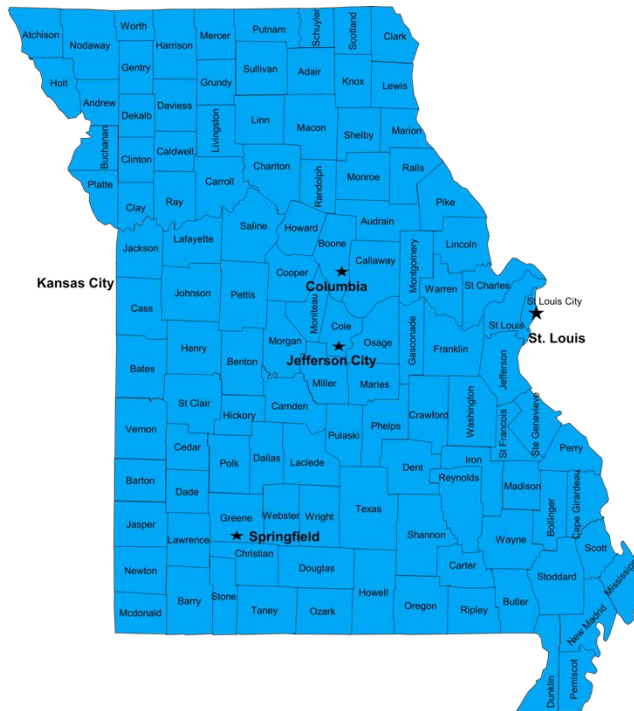 Atchison
Nodaway
Worth
Harrison
Mercer
Putnam
Schuyler
Scotland
Clark
Holt
Gentry
Sullivan
Adair
Knox
Lewis
Andrew
Dekalb
Daviess
Grundy
Livingston
Linn
Macon
Shelby
Marion
Buchanan
Clinton
Caldwell
Platte
Clay
Ray
Carroll
Chariton
Randolph
Monroe
Ralls
Pike
Audrain
Jackson
Lafayette
Saline
Howard
Boone
Callaway
Montgomery
Lincoln
Kansas City
Cooper
Columbia
Warren
St Charles
St Louis City
Cass
Johnson
Pettis
Moniteau
Cole
Osage
Gasconade
Franklin
St Louis
St. Louis
Jefferson City
Bates
Henry
Benton
Morgan
Miller
Maries
Jefferson
St Clair
Hickory
Camden
Crawford
Washington
St Francois
Ste Genevieve
Vernon
Cedar
Polk
Dallas
Laclede
Pulaski
Phelps
Dent
Iron
Perry
Barton
Dade
Reynolds
Madison
Bollinger
Cape Girardeau
Jasper
Lawrence
Greene
Webster
Wright
Texas
Shannon
Wayne
Scott
Springfield
Christian
Newton
Douglas
Carter
Stoddard
Mississippi
Mcdonald
Barry
Stone
Taney
Ozark
Howell
Oregon
Ripley
Butler
New Madrid
Dunklin
Pemiscot